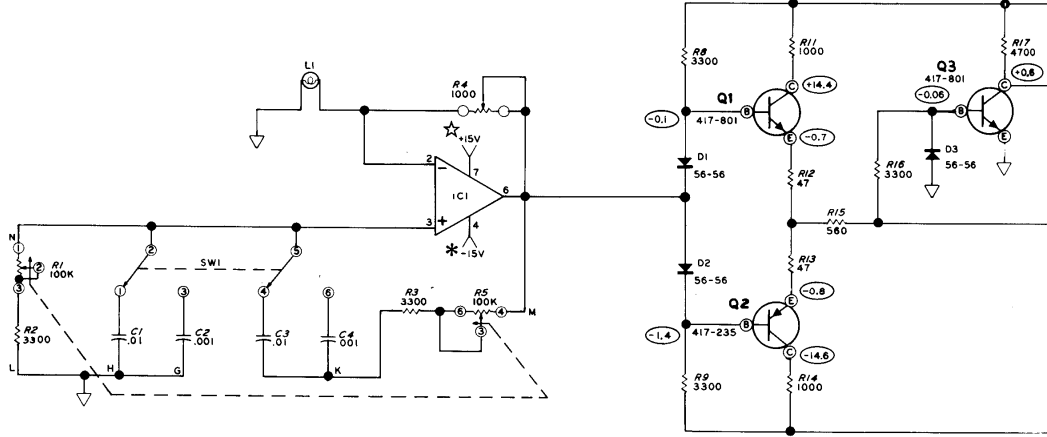 R8
3300
R11
1000
R17
4700
Q3
417-801
C
+0.6
-0.06
B
E
D3
56-56
R16
3300
L1
R4
1000
+15V
7
2
−
IC1
6
3
+
4
* -15V
Q1
C
+14.4
-0.1
B
417-801
E
-0.7
D1
56-56
R12
47
R15
560
R13
47
D2
56-56
Q2
E
-0.8
-1.4
417-235
B
C
-14.6
R9
3300
R14
1000
N
1
R1
100K
2
3
R2
3300
L
2
SW1
5
1
3
4
6
C1
.01
C2
.001
C3
.01
C4
.001
H
G
K
R3
3300
R5
100K
6
4
M
3